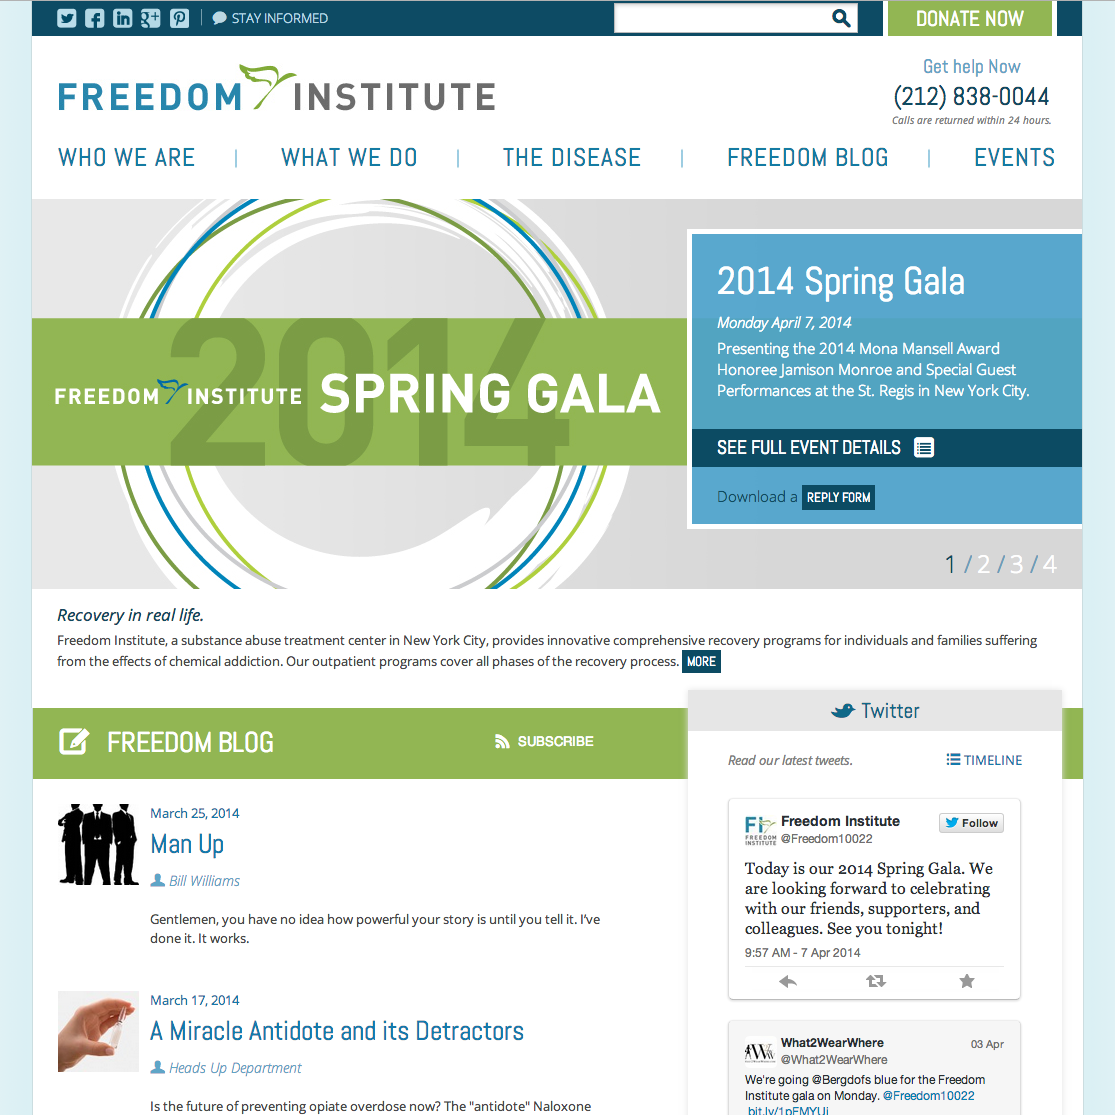 STAY INFORMED
DONATE NOW
FREEDOM INSTITUTE
Get help Now
(212) 838-0044
Calls are returned within 24 hours.
WHO WE ARE | WHAT WE DO | THE DISEASE | FREEDOM BLOG | EVENTS
2014
FREEDOM INSTITUTE SPRING GALA
2014 Spring Gala
Monday April 7, 2014
Presenting the 2014 Mona Mansell Award
Honoree Jamison Monroe and Special Guest
Performances at the St. Regis in New York City.
SEE FULL EVENT DETAILS
Download a REPLY FORM
1 / 2 / 3 / 4
Recovery in real life.
Freedom Institute, a substance abuse treatment center in New York City, provides innovative comprehensive recovery programs for individuals and families suffering
from the effects of chemical addiction. Our outpatient programs cover all phases of the recovery process. MORE
FREEDOM BLOG
SUBSCRIBE
March 25, 2014
Man Up
Bill Williams
Gentlemen, you have no idea how powerful your story is until you tell it. I've
done it. It works.
March 17, 2014
A Miracle Antidote and its Detractors
Heads Up Department
Is the future of preventing opiate overdose now? The "antidote" Naloxone
Twitter
Read our latest tweets.
TIMELINE
FI
FREEDOM
INSTITUTE
Freedom Institute
@Freedom10022
Follow
Today is our 2014 Spring Gala. We
are looking forward to celebrating
with our friends, supporters, and
colleagues. See you tonight!
9:57 AM - 7 Apr 2014
What2WearWhere
03 Apr
@What2WearWhere
We're going @Bergdofs blue for the Freedom
Institute gala on Monday. @Freedom10022
bit.ly/1pFMYUi